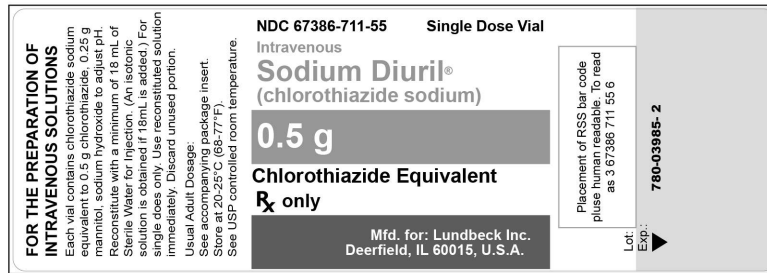 FOR THE PREPARATION OF
INTRAVENOUS SOLUTIONS
Each vial contains chlorothiazide sodium
equivalent to 0.5 g chlorothiazide, 0.25 g
mannitol, sodium hydroxide to adjust pH.
Reconstitute with a minimum of 18 mL of
Sterile Water for Injection. (An isotonic
solution is obtained if 18mL is added.) For
single does only. Use reconstituted solution
immediately. Discard unused portion.
Usual Adult Dosage:
See accompanying package insert.
Store at 20-25°C (68-77°F).
See USP controlled room temperature.
NDC 67386-711-55 Single Dose Vial
Intravenous
Sodium Diuril®
(chlorothiazide sodium)
0.5 g
Chlorothiazide Equivalent
Rx only
Mfd. for: Lundbeck Inc.
Deerfield, IL 60015, U.S.A.
Placement of RSS bar code
pluse human readable. To read
as 3 67386 711 55 6
Lot:
Exp.:
780-03985- 2